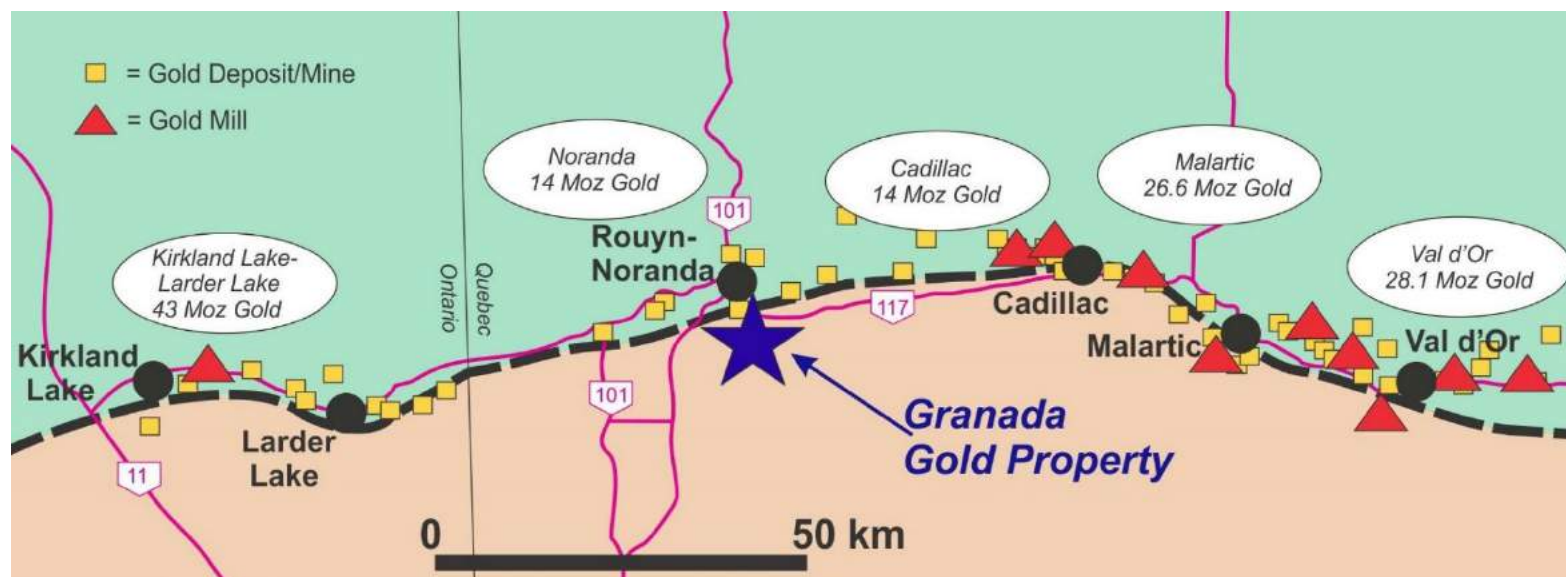 = Gold Deposit/Mine
= Gold Mill
Noranda
14 Moz Gold
Cadillac
14 Moz Gold
Malartic
26.6 Moz Gold
Kirkland Lake-
Larder Lake
43 Moz Gold
Val d'Or
28.1 Moz Gold
Ontario
Quebec
101
Rouyn-
Noranda
117
Cadillac
Malartic
Val d'Or
Kirkland
Lake
Larder
Lake
11
101
Granada
Gold Property
0
50 km